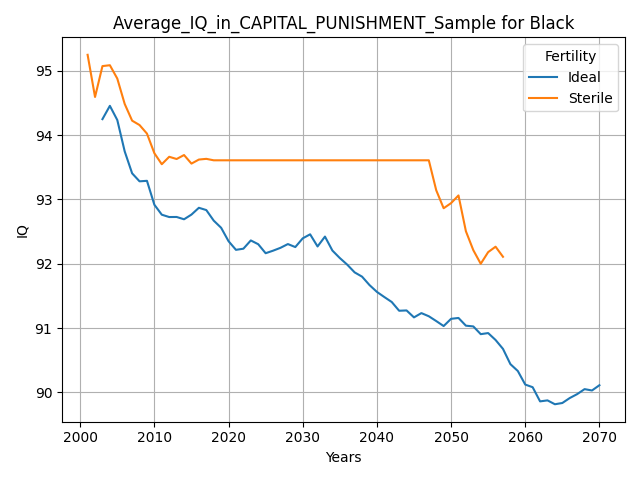 Average_IQ_in_CAPITAL_PUNISHMENT_Sample for Black
Fertility
Ideal
Sterile
IQ
95
94
93
92
91
90
2000
2010
2020
2030
2040
2050
2060
2070
Years